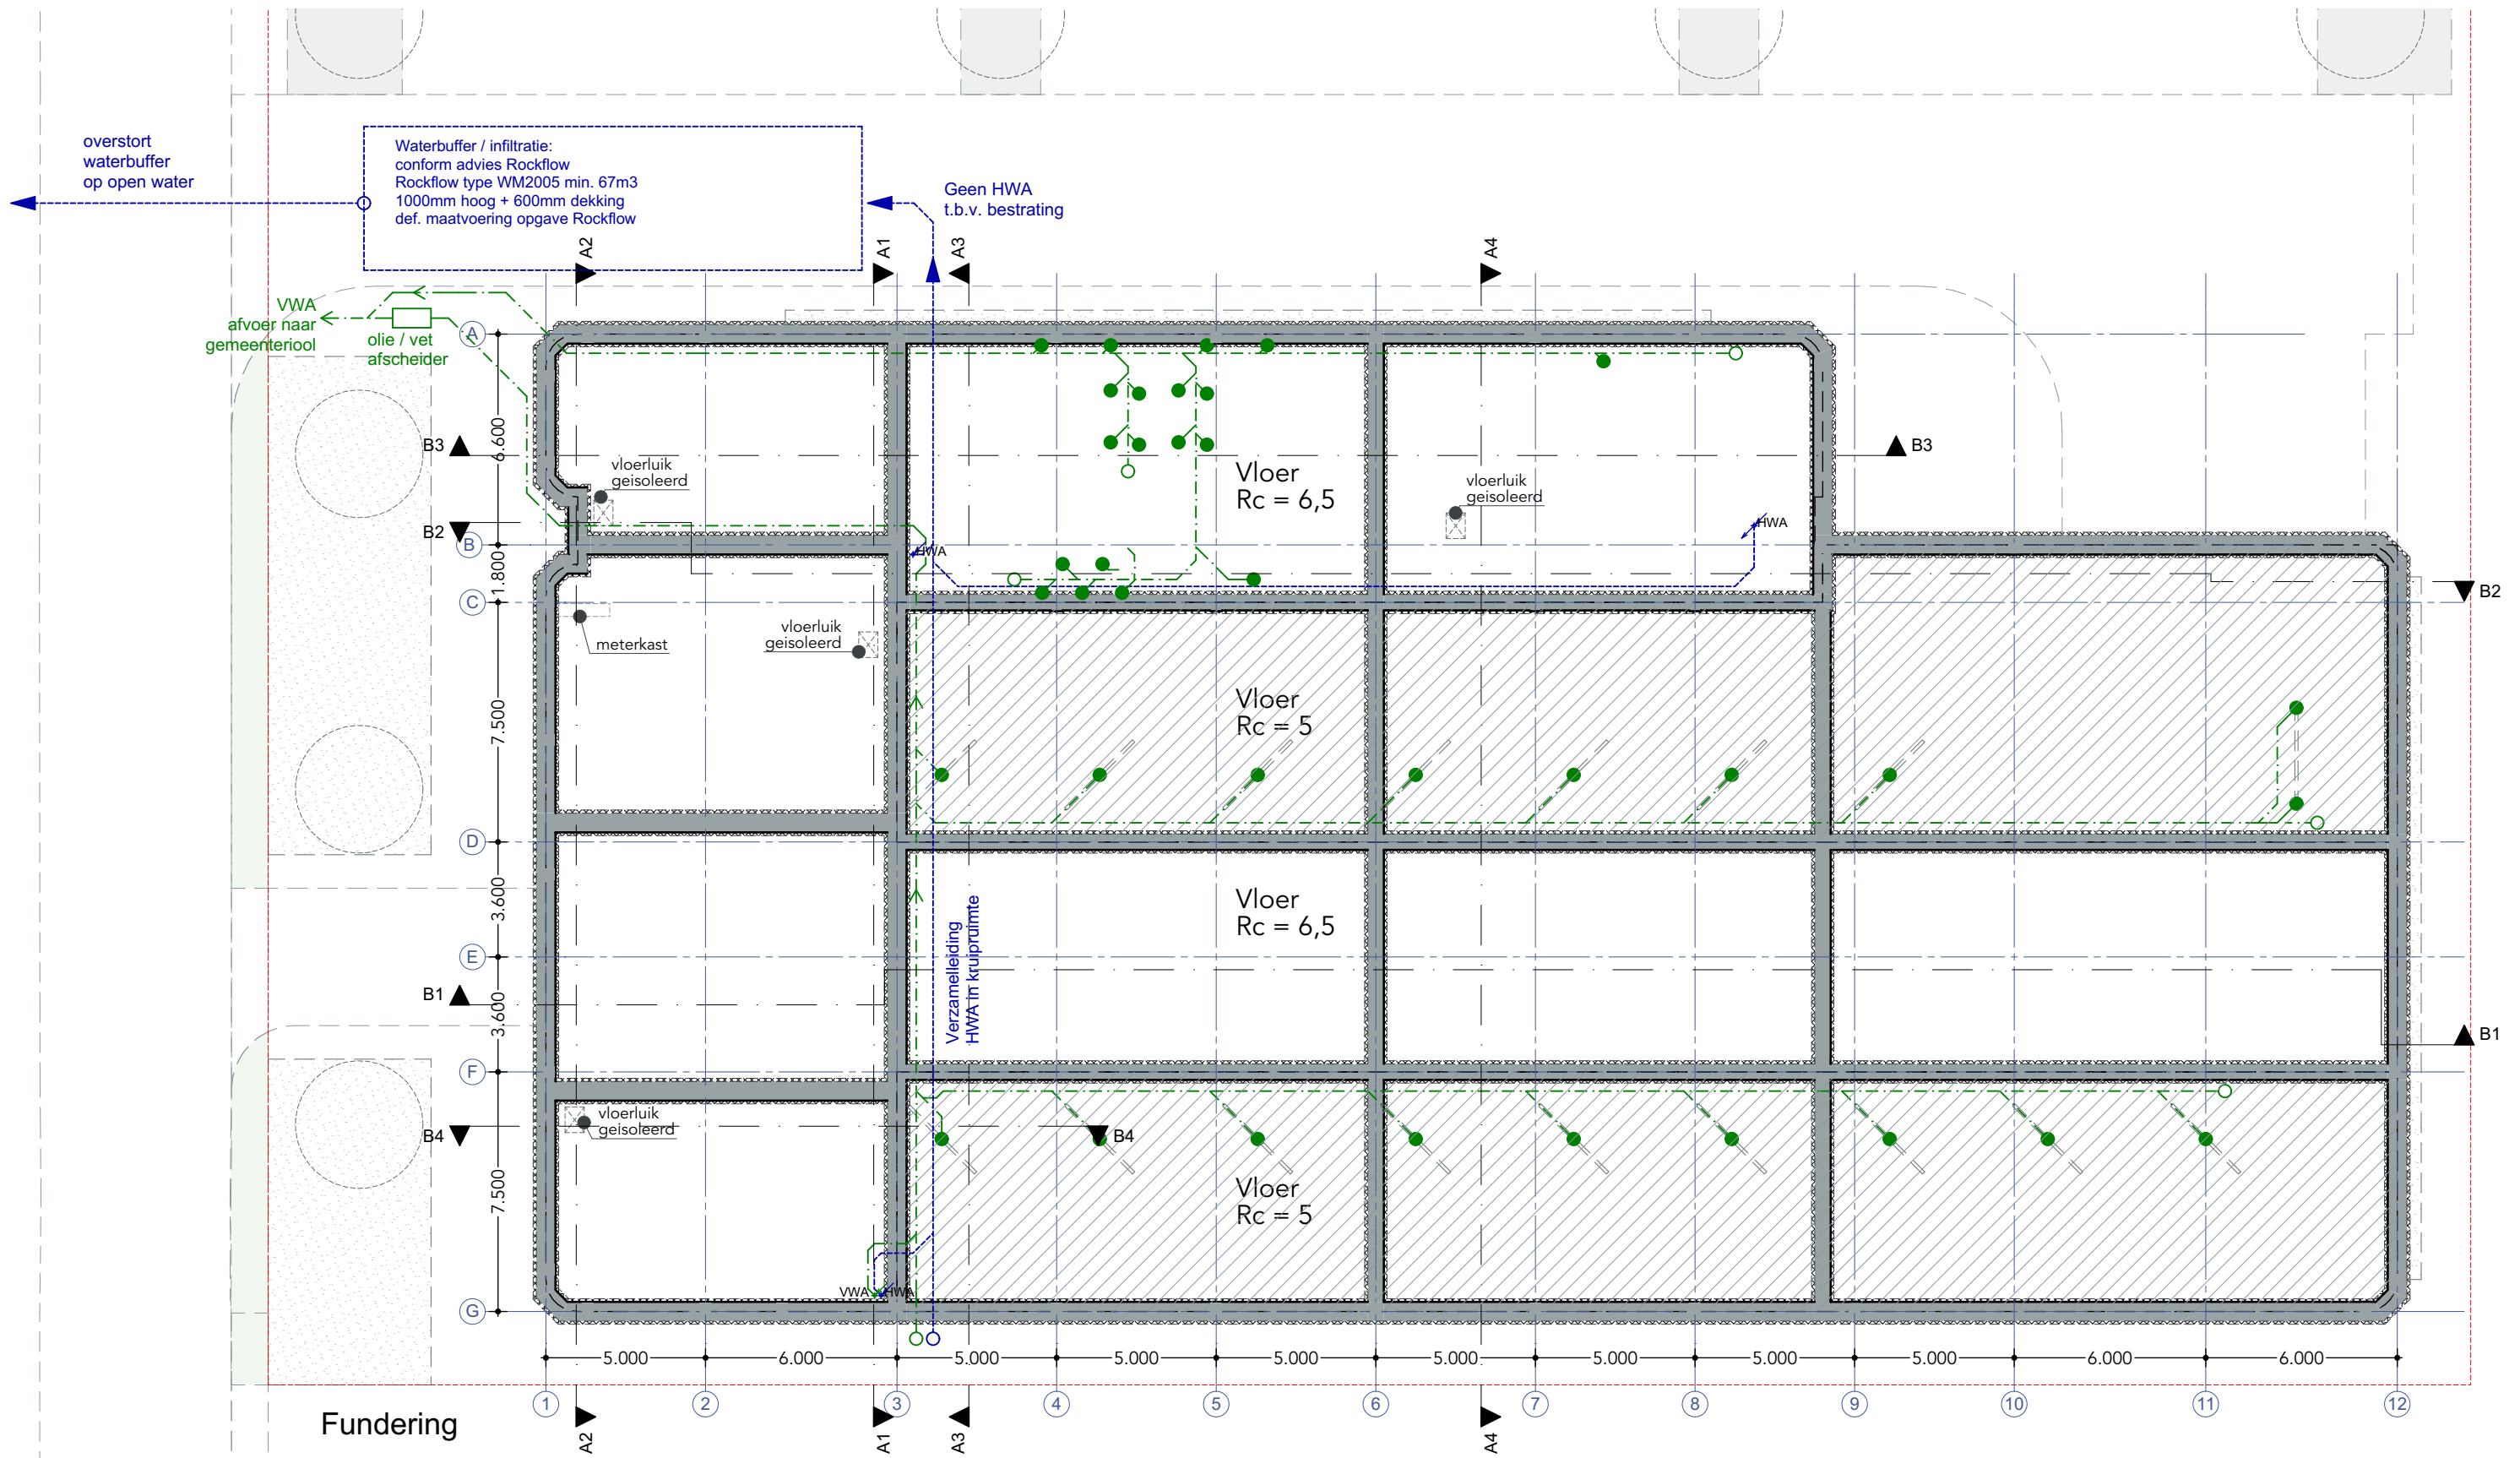 overstort
waterbuffer
op open water
Waterbuffer / infiltratie:
conform advies Rockflow
Rockflow type WM2005 min. 67m3
1000mm hoog + 600mm dekking
def. maatvoering opgave Rockflow
Geen HWA
t.b.v. bestrating
A2
A1
A3
A4
VWA
afvoer naar
gemeenteriool
olie / vet
afscheider
A
6.600
B3
B3
vloerluik
geisoleerd
Vloer
Rc = 6,5
vloerluik
geisoleerd
B2
HWA
B
HWA
1.800
B2
C
meterkast
vloerluik
geisoleerd
7.500
Vloer
Rc = 5
D
3.600
Vloer
Rc = 6,5
Verzamelleiding
HWA in kruipruimte
E
B1
3.600
B1
F
vloerluik
geisoleerd
B4
B4
7.500
Vloer
Rc = 5
VWA
HWA
G
5.000
6.000
5.000
5.000
5.000
5.000
5.000
5.000
5.000
6.000
6.000
1
2
3
4
5
6
7
8
9
10
11
12
Fundering
A2
A1
A3
A4